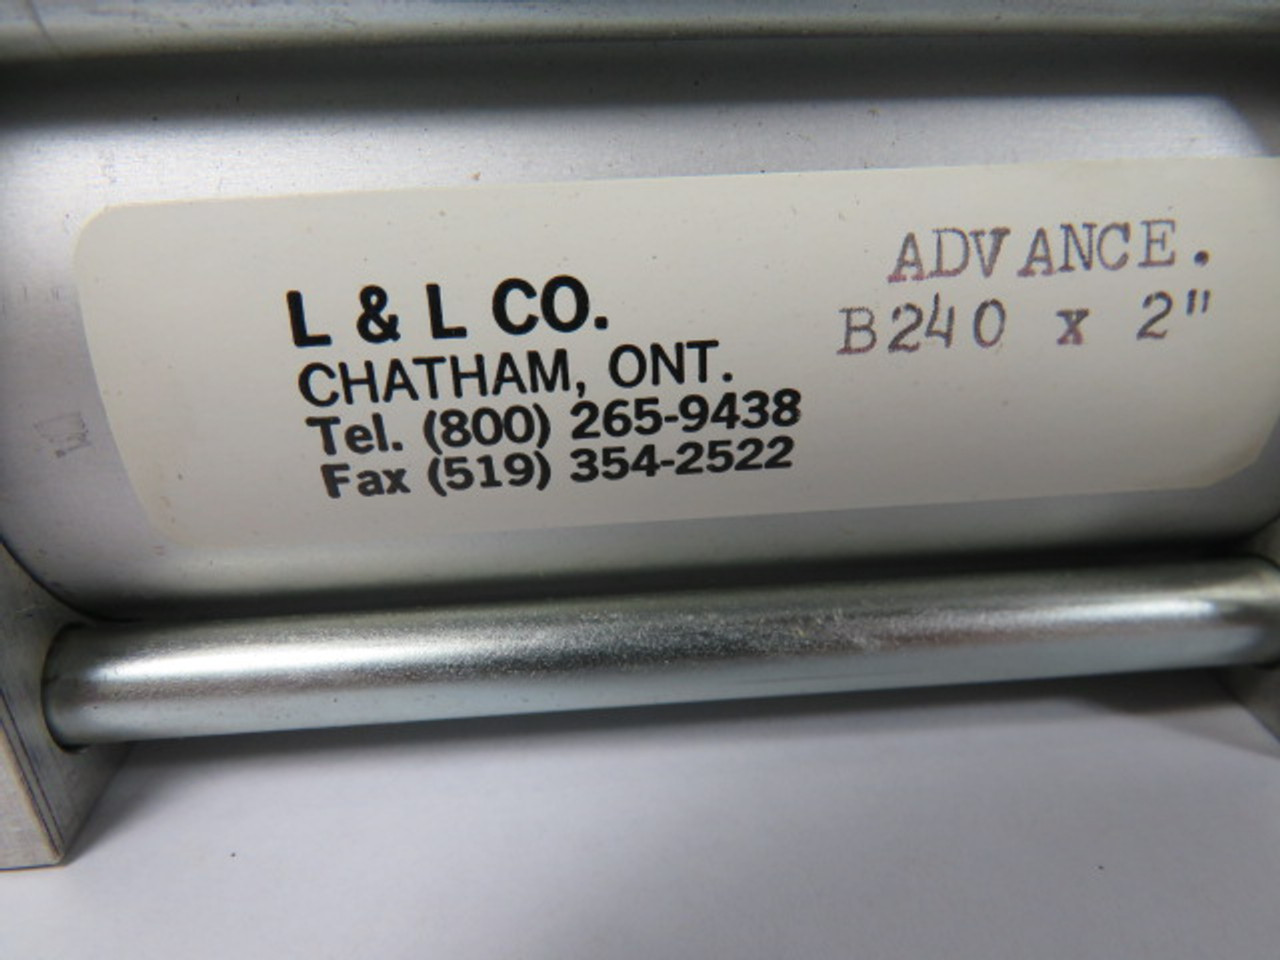 ADVANCE.
B240 x 2"
L & L CO.
CHATHAM, ONT.
Tel. (800) 265-9438
Fax (519) 354-2522